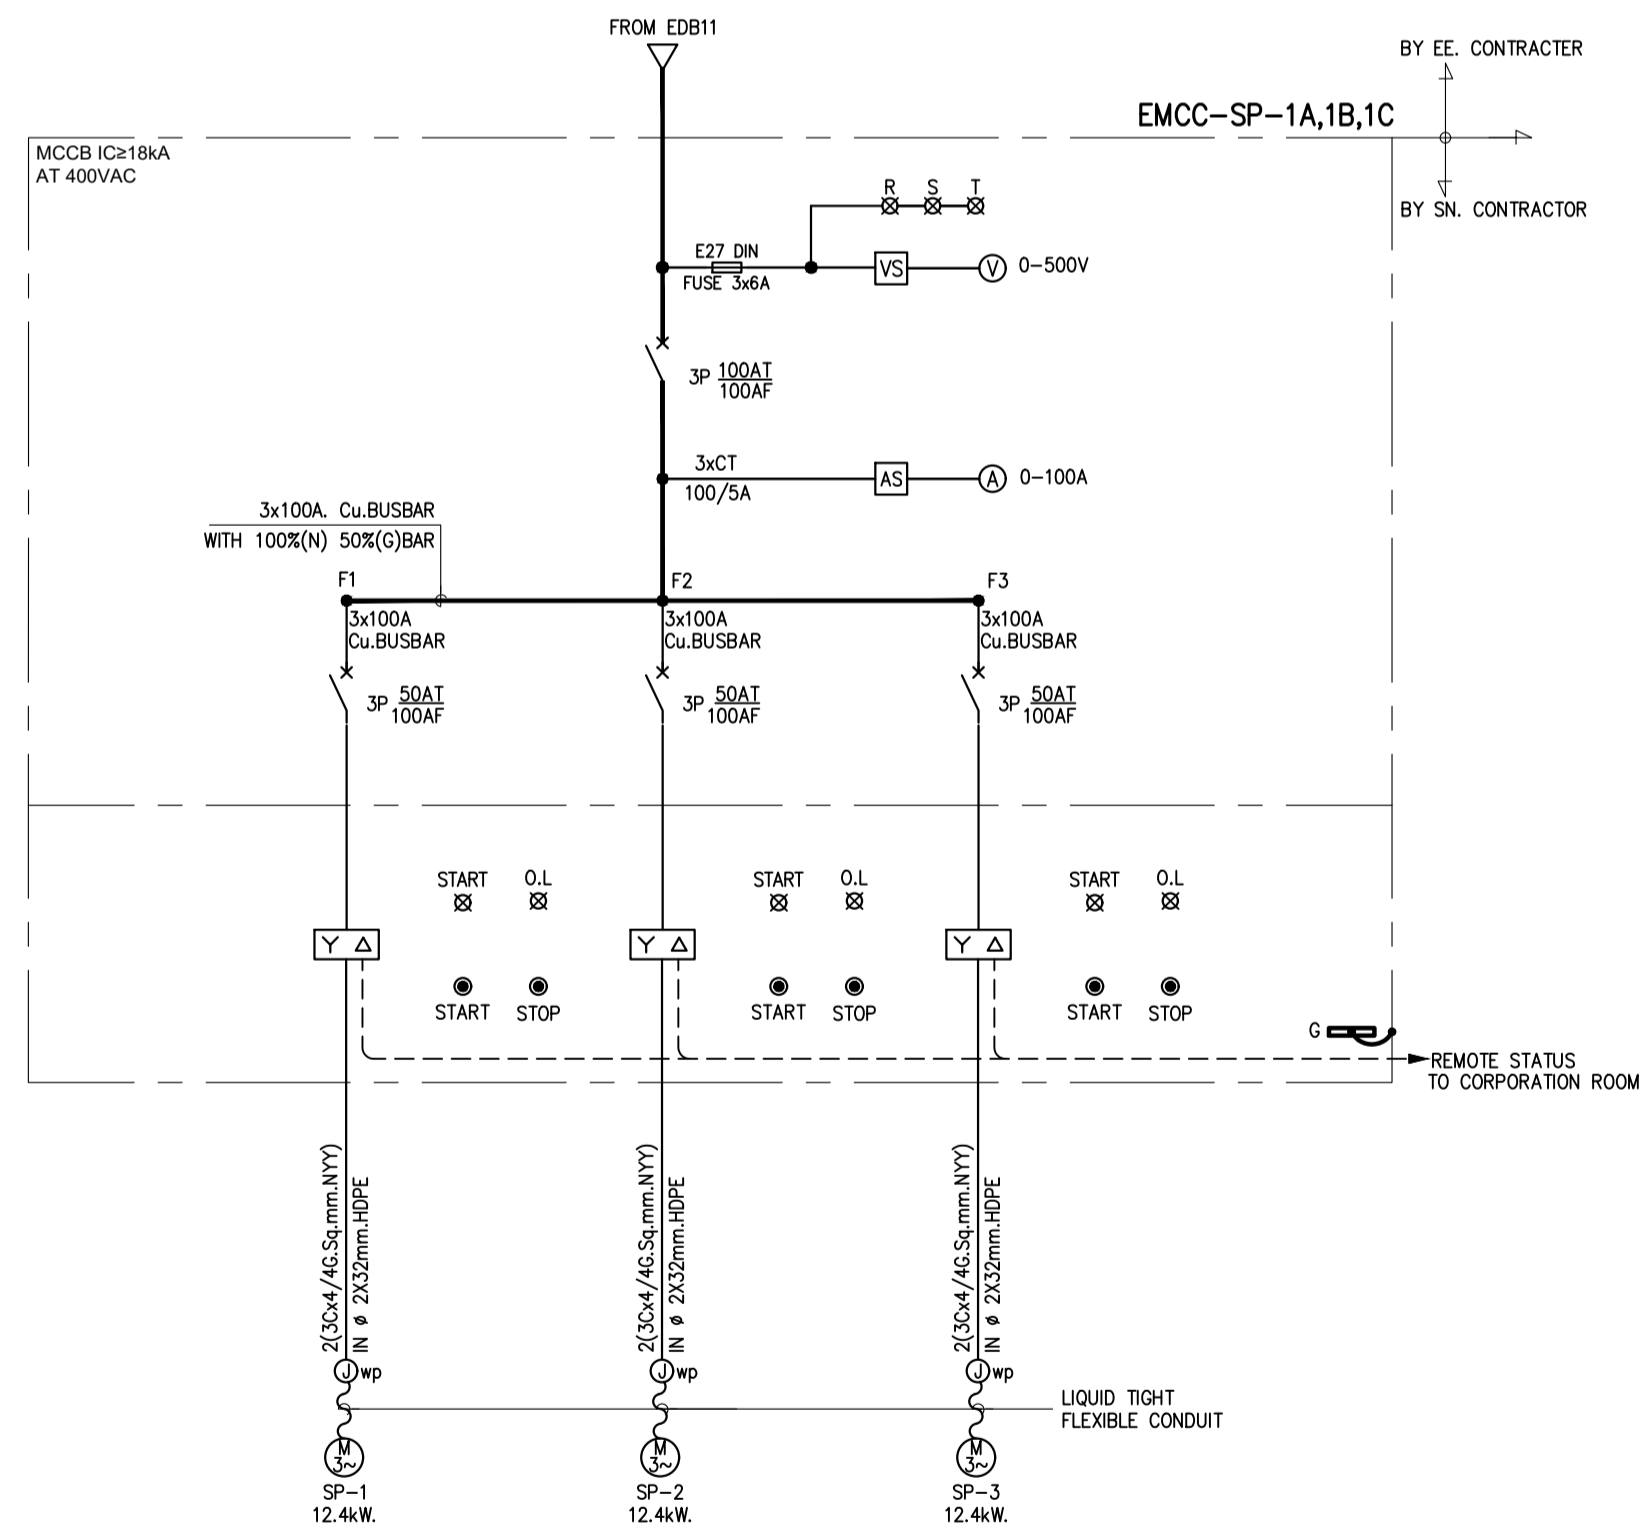 FROM EDB11
BY EE. CONTRACTER
EMCC-SP-1A,1B,1C
MCCB IC≥18kA
AT 400VAC
BY SN. CONTRACTOR
R S T
E27 DIN
FUSE 3x6A
VS
V
0-500V
3P 100AT
100AF
3xCT
100/5A
AS
A
0-100A
3x100A. Cu.BUSBAR
WITH 100%(N) 50%(G)BAR
F1
F2
F3
3x100A
Cu.BUSBAR
3x100A
Cu.BUSBAR
3x100A
Cu.BUSBAR
3P 50AT
100AF
3P 50AT
100AF
3P 50AT
100AF
START O.L
START O.L
START O.L
Y Δ
Y Δ
Y Δ
START STOP
START STOP
START STOP
G
REMOTE STATUS
TO CORPORATION ROOM
2(3Cx4/4G.Sq.mm.NYY)
IN ø 2X32mm.HDPE
2(3Cx4/4G.Sq.mm.NYY)
IN ø 2X32mm.HDPE
2(3Cx4/4G.Sq.mm.NYY)
IN ø 2X32mm.HDPE
J wp
J wp
J wp
LIQUID TIGHT
FLEXIBLE CONDUIT
M
3~
M
3~
M
3~
SP-1
12.4kW.
SP-2
12.4kW.
SP-3
12.4kW.